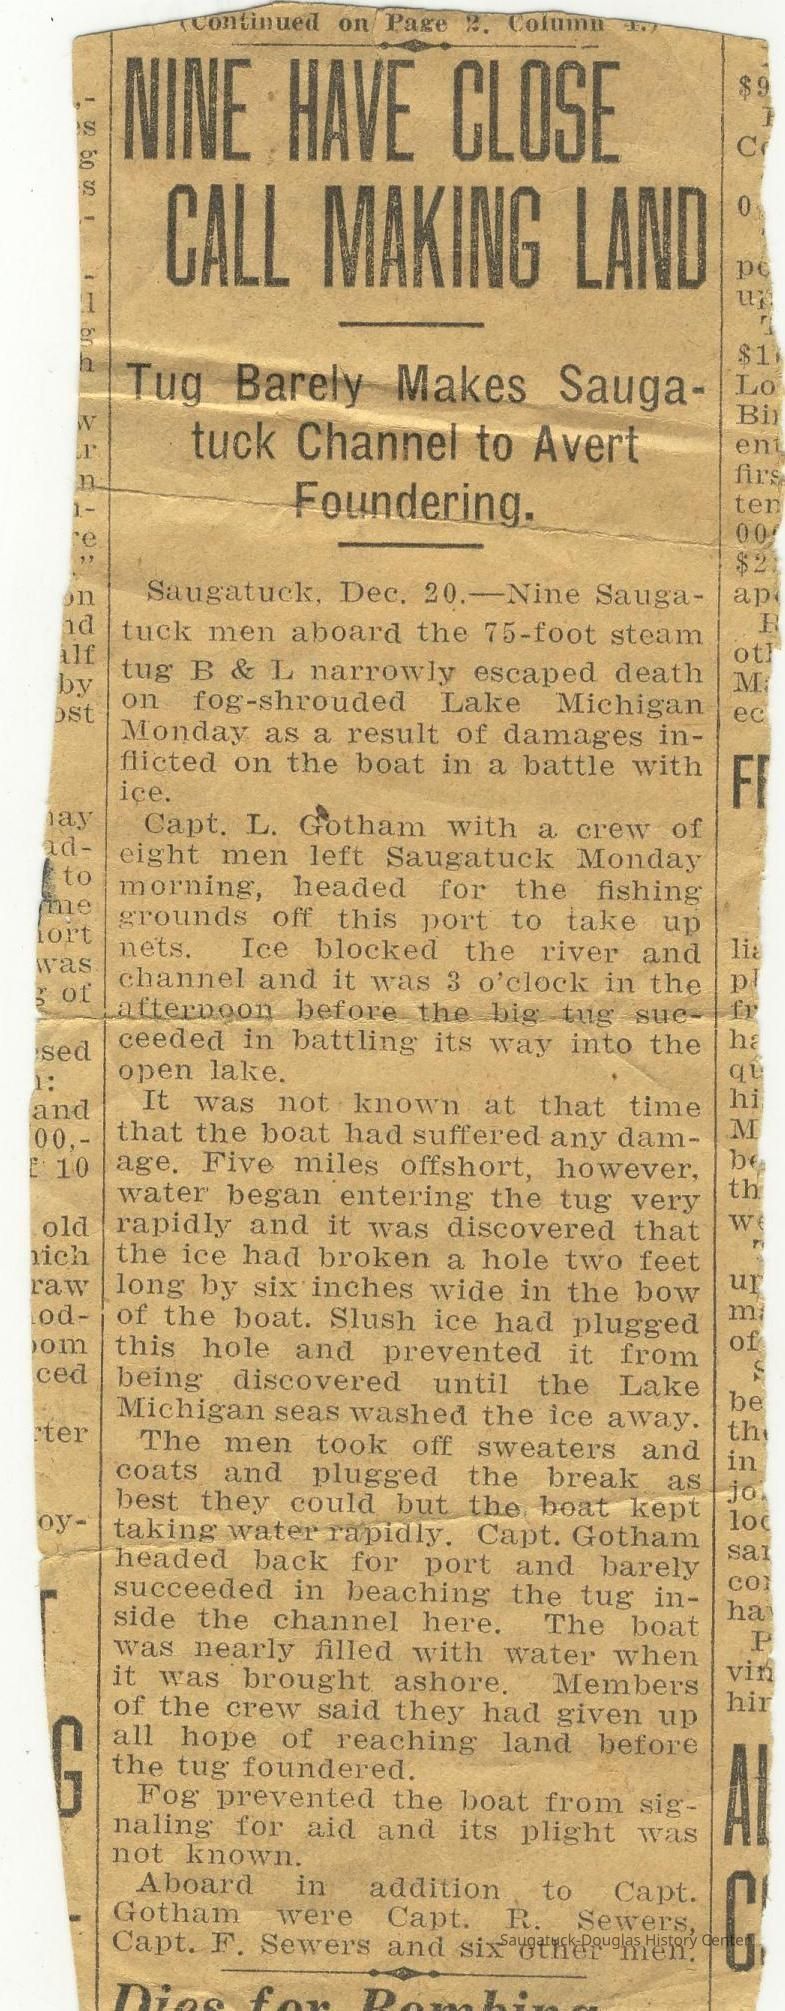 (Continued on Page 2, Column 4.)
NINE HAVE CLOSE
CALL MAKING LAND
Tug Barely Makes Sauga-
tuck Channel to Avert
Foundering.
Saugatuck, Dec. 20.—Nine Sauga-
tuck men aboard the 75-foot steam
tug B & L narrowly escaped death
on fog-shrouded Lake Michigan
Monday as a result of damages in-
flicted on the boat in a battle with
ice.
Capt. L. Gotham with a crew of
eight men left Saugatuck Monday
morning, headed for the fishing
grounds off this port to take up
nets. Ice blocked the river and
channel and it was 3 o'clock in the
afternoon before the big tug suc-
ceeded in battling its way into the
open lake.
It was not known at that time
that the boat had suffered any dam-
age. Five miles offshort, however,
water began entering the tug very
rapidly and it was discovered that
the ice had broken a hole two feet
long by six inches wide in the bow
of the boat. Slush ice had plugged
this hole and prevented it from
being discovered until the Lake
Michigan seas washed the ice away.
The men took off sweaters and
coats and plugged the break as
best they could but the boat kept
taking water rapidly. Capt. Gotham
headed back for port and barely
succeeded in beaching the tug in-
side the channel here. The boat
was nearly filled with water when
it was brought ashore. Members
of the crew said they had given up
all hope of reaching land before
the tug foundered.
Fog prevented the boat from sig-
naling for aid and its plight was
not known.
Aboard in addition to Capt.
Gotham were Capt. R. Sewers,
Capt. F. Sewers and six other men.
Saugatuck-Douglas History Center
Dies for Bombing